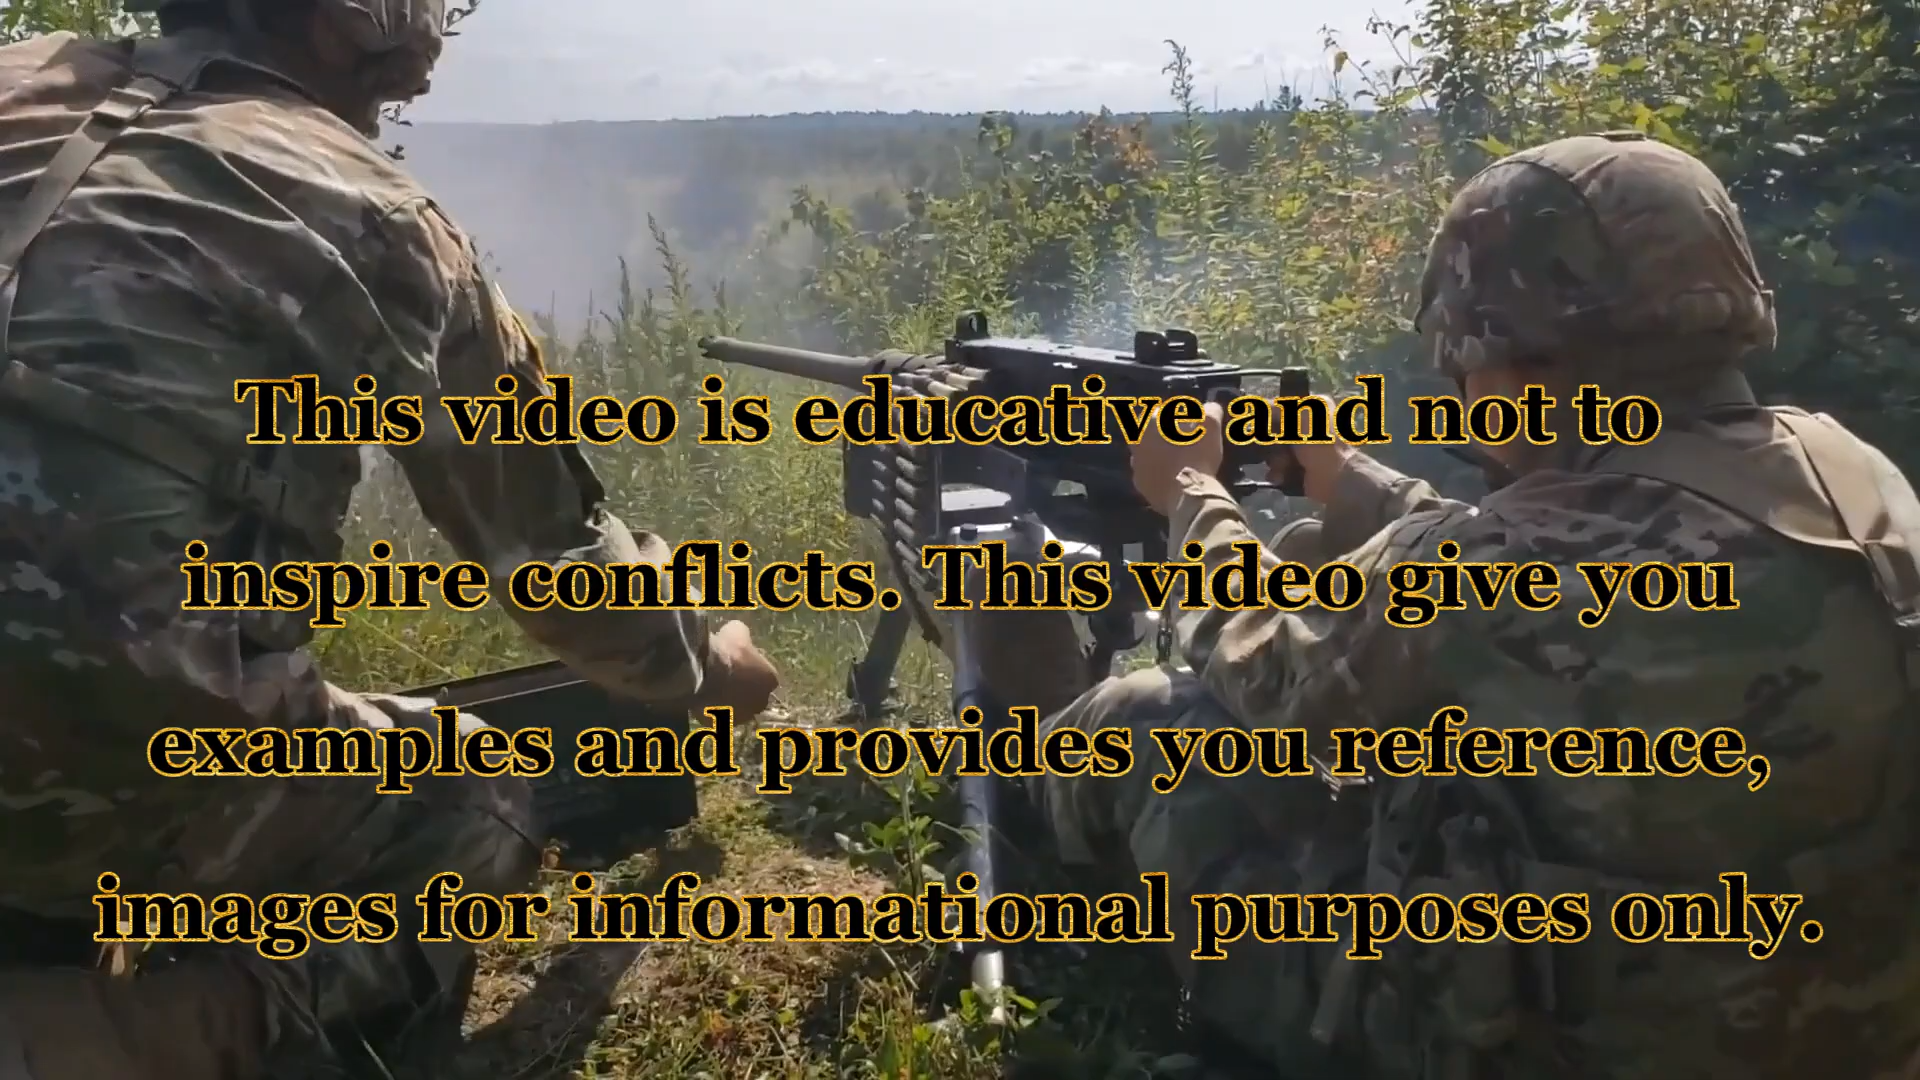 This video is educative and not to
inspire conflicts. This video give you
examples and provides you reference,
images for informational purposes only.